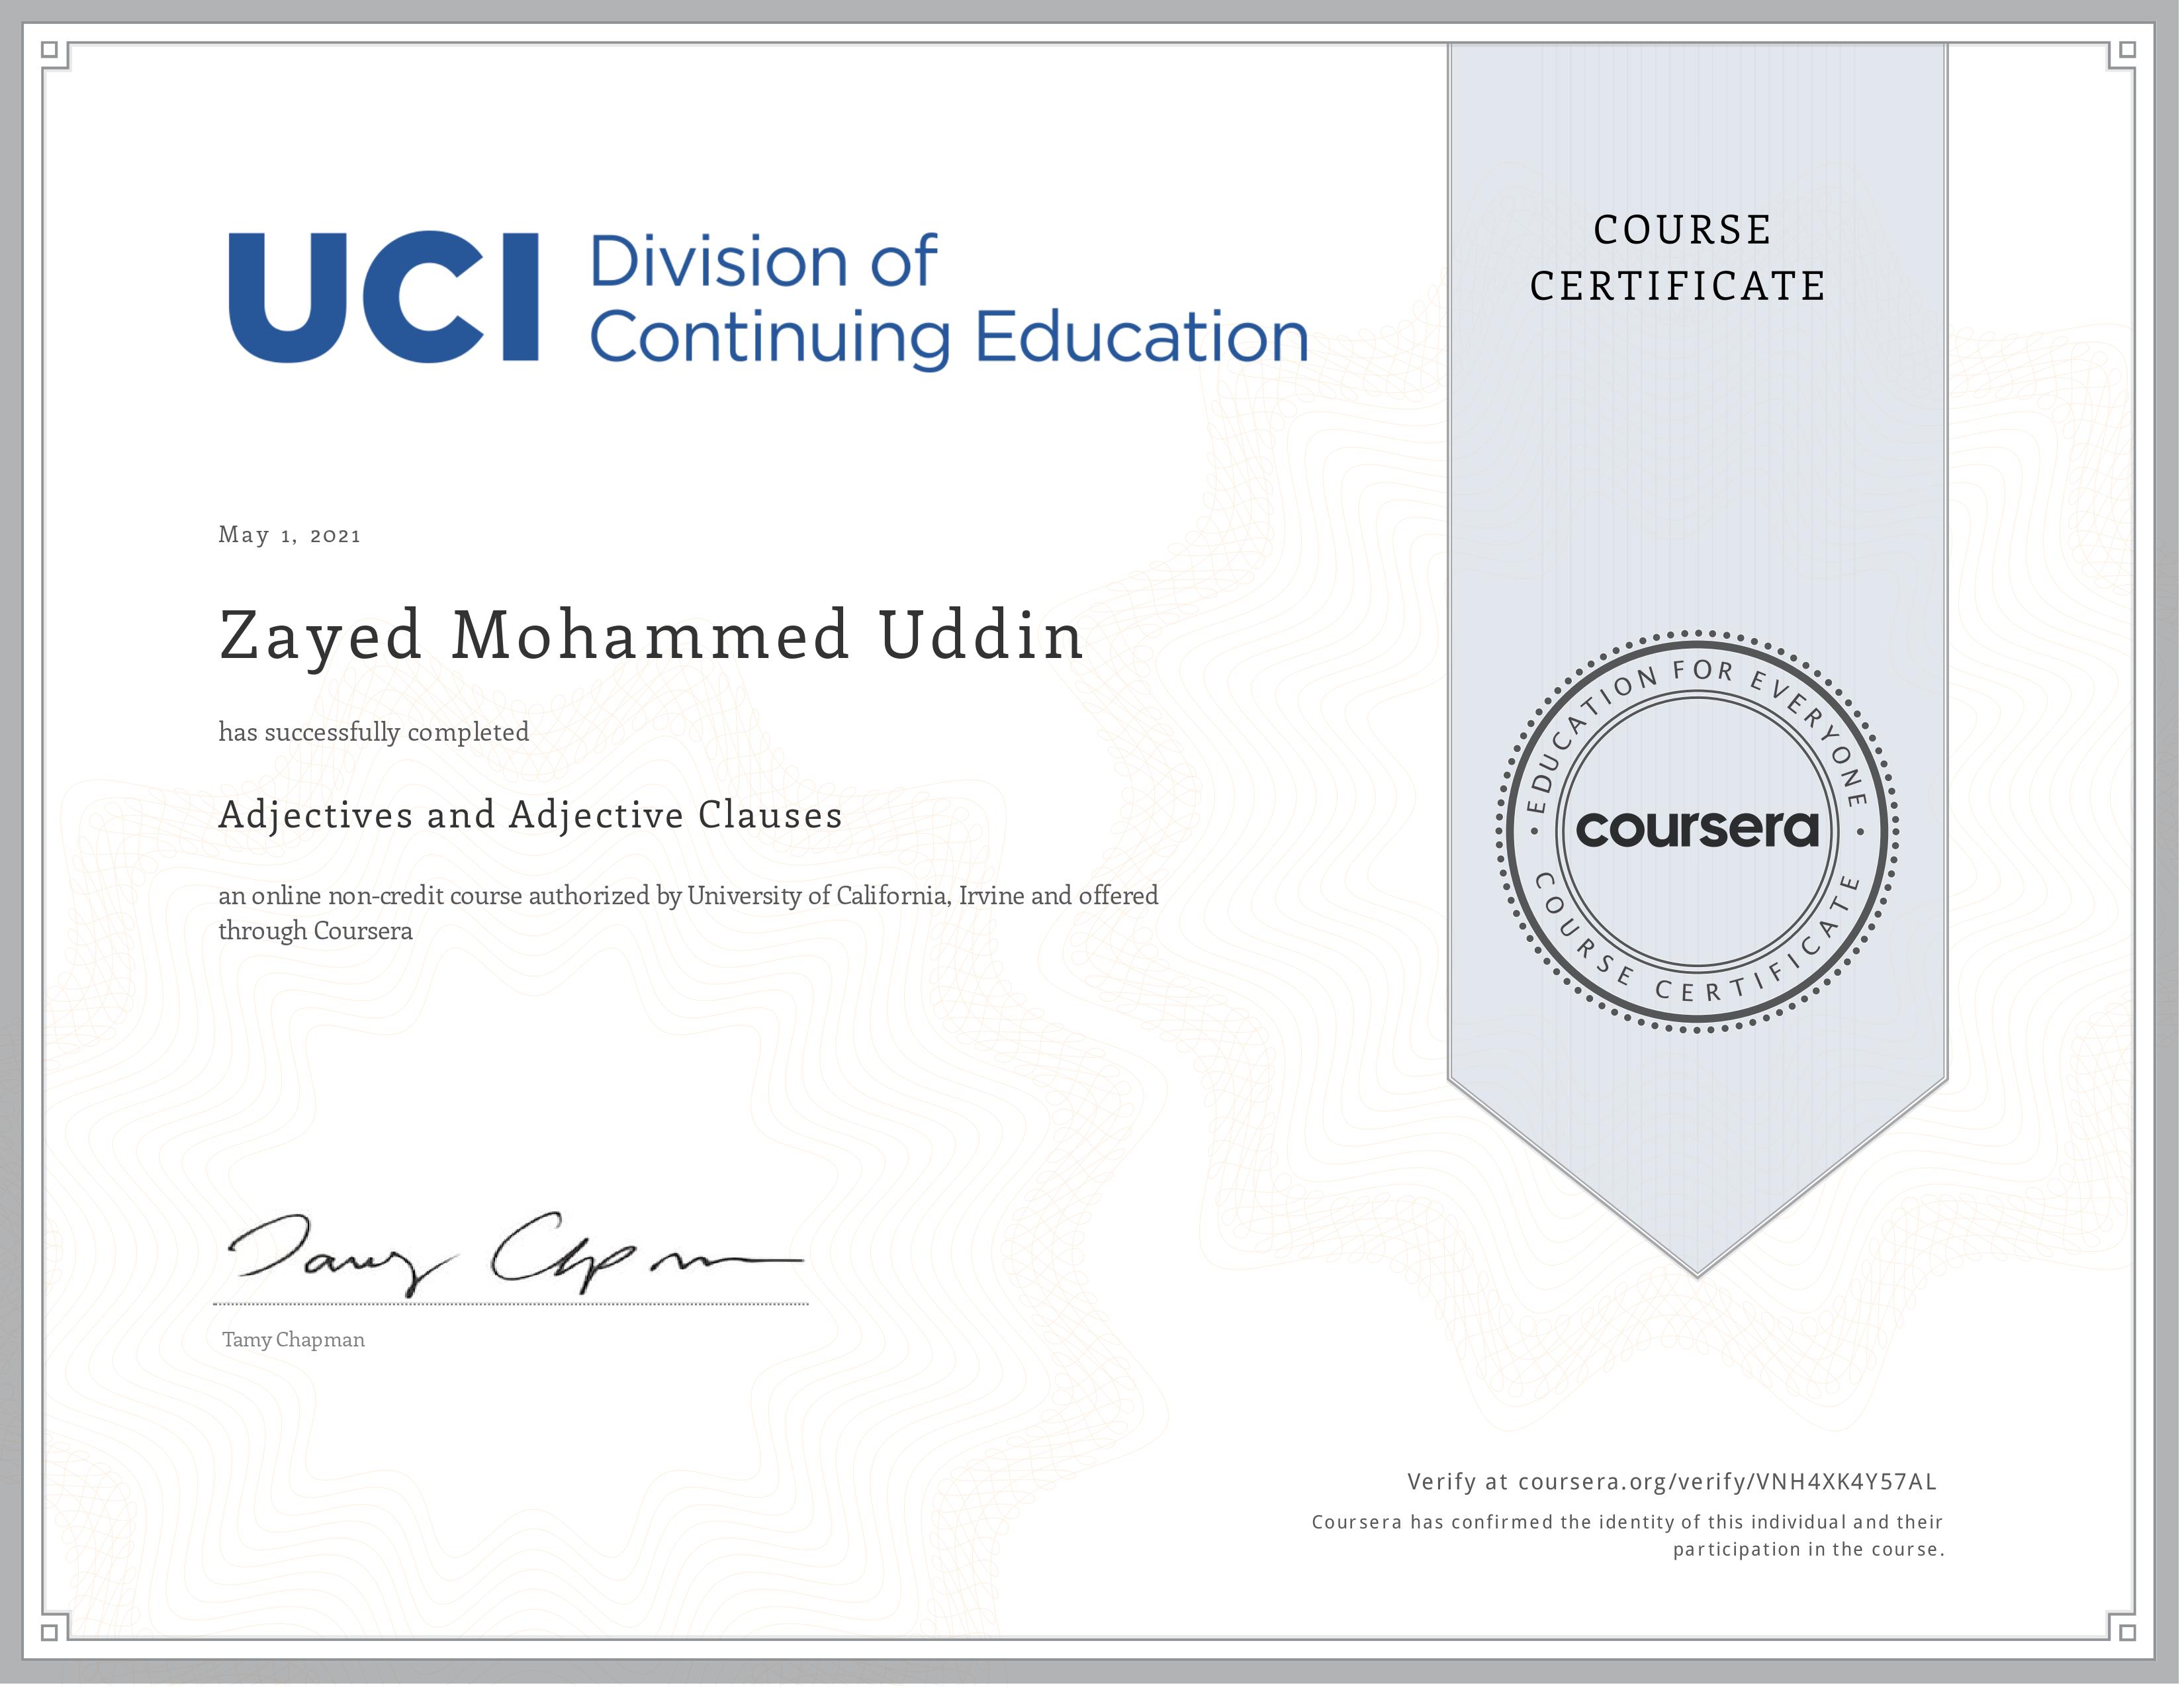 UCI Division of
Continuing Education
COURSE
CERTIFICATE
May 1, 2021
Zayed Mohammed Uddin
has successfully completed
Adjectives and Adjective Clauses
an online non-credit course authorized by University of California, Irvine and offered
through Coursera
EDUCATION FOR EVERYONE
coursera
COURSE CERTIFICATE
Tamy Chapman
Tamy Chapman
Verify at coursera.org/verify/VNH4XK4Y57AL
Coursera has confirmed the identity of this individual and their
participation in the course.